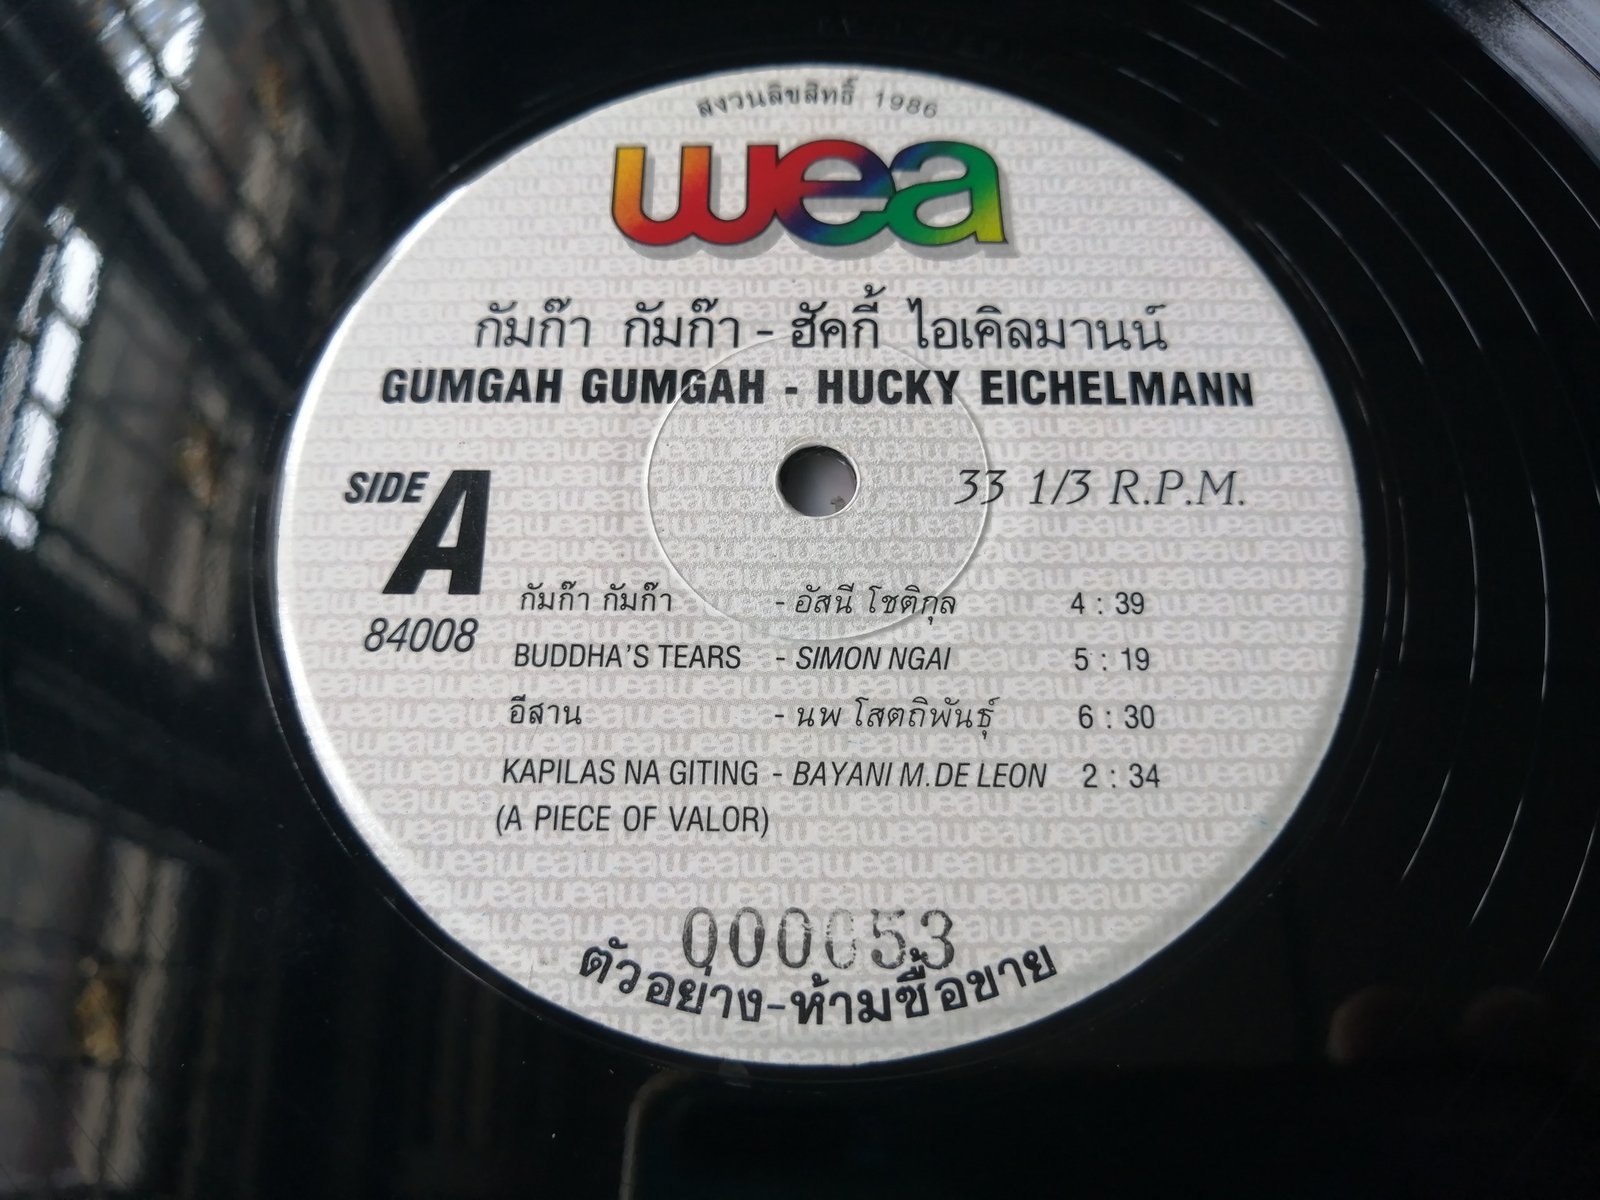 สงวนลิขสิทธิ์ 1986
wea
กัมก๊า กัมก๊า - ฮัคกี้ ไอเคิลมานน์
GUMGAH GUMGAH - HUCKY EICHELMANN
SIDE A
33 1/3 R.P.M.
84008
กัมก๊า กัมก๊า - อัสนี โชติกุล 4 : 39
BUDDHA'S TEARS - SIMON NGAI 5 : 19
อีสาน - นพ โสตถิพันธุ์ 6 : 30
KAPILAS NA GITING - BAYANI M. DE LEON 2 : 34
(A PIECE OF VALOR)
000053
ตัวอย่าง-ห้ามซื้อขาย